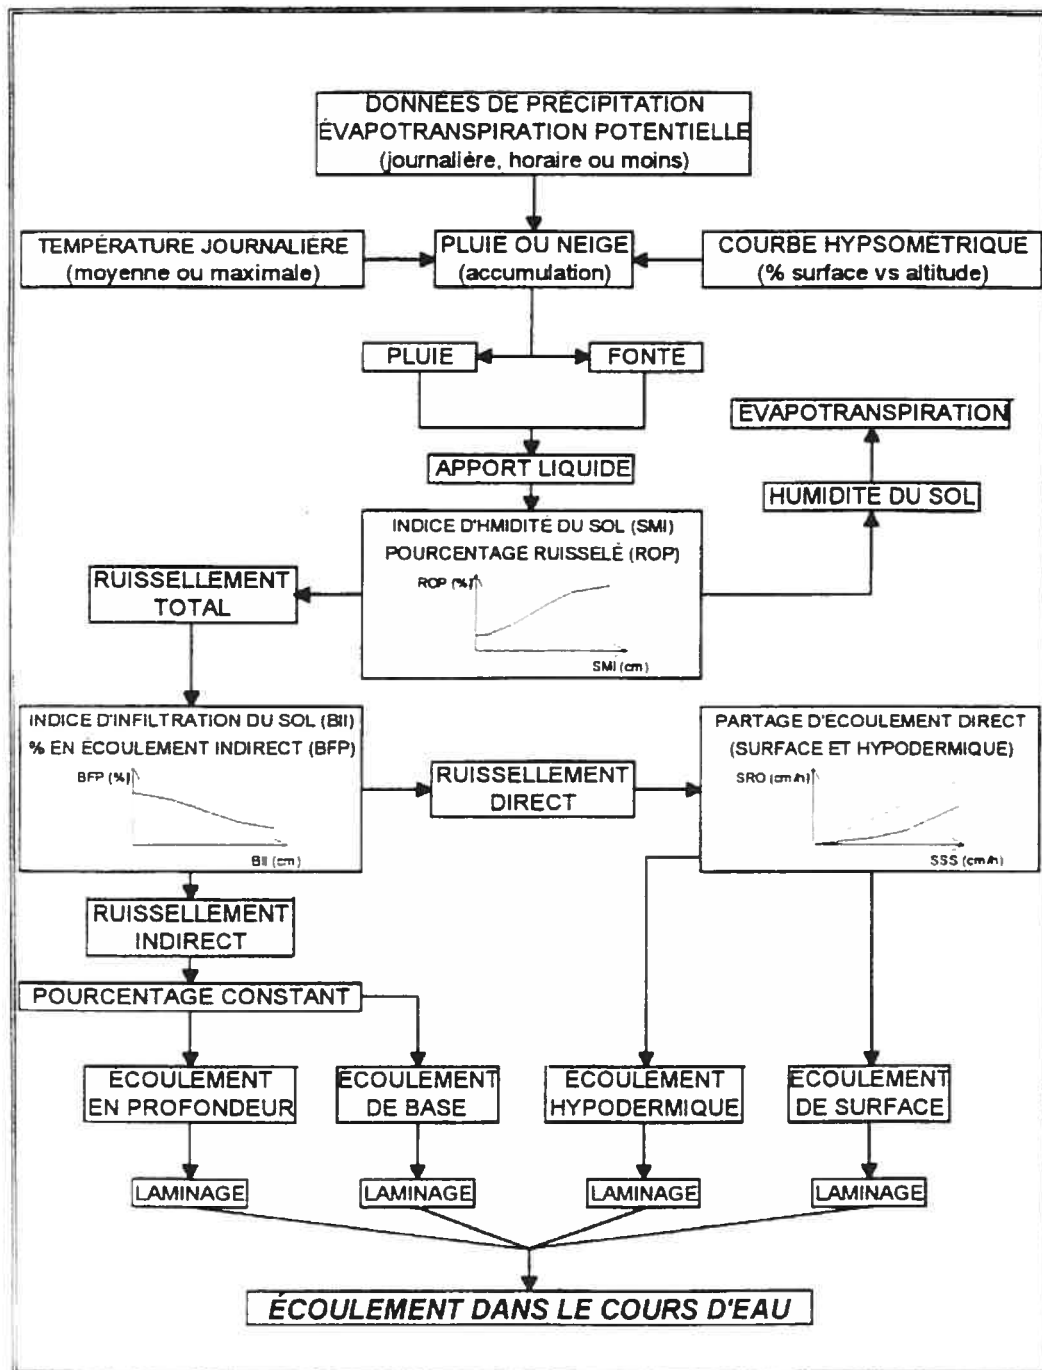 DONNÉES DE PRÉCIPITATION
ÉVAPOTRANSPIRATION POTENTIELLE
(journalière, horaire ou moins)
TEMPÉRATURE JOURNALIÈRE
(moyenne ou maximale)
PLUIE OU NEIGE
(accumulation)
COURBE HYPSOMÉTRIQUE
(% surface vs altitude)
PLUIE
FONTE
EVAPOTRANSPIRATION
APPORT LIQUIDE
HUMIDITÉ DU SOL
INDICE D'HMIDITÉ DU SOL (SMI)
POURCENTAGE RUISSELÉ (ROP)
ROP (%)
SMI (cm)
RUISSELLEMENT
TOTAL
INDICE D'INFILTRATION DU SOL (BII)
% EN ÉCOULEMENT INDIRECT (BFP)
BFP (%)
BII (cm)
RUISSELLEMENT
DIRECT
PARTAGE D'ECOULEMENT DIRECT
(SURFACE ET HYPODERMIQUE)
SRO (cm/h)
SSS (cm/h)
RUISSELLEMENT
INDIRECT
POURCENTAGE CONSTANT
ÉCOULEMENT
EN PROFONDEUR
ÉCOULEMENT
DE BASE
ÉCOULEMENT
HYPODERMIQUE
ÉCOULEMENT
DE SURFACE
LAMINAGE
LAMINAGE
LAMINAGE
LAMINAGE
ÉCOULEMENT DANS LE COURS D'EAU